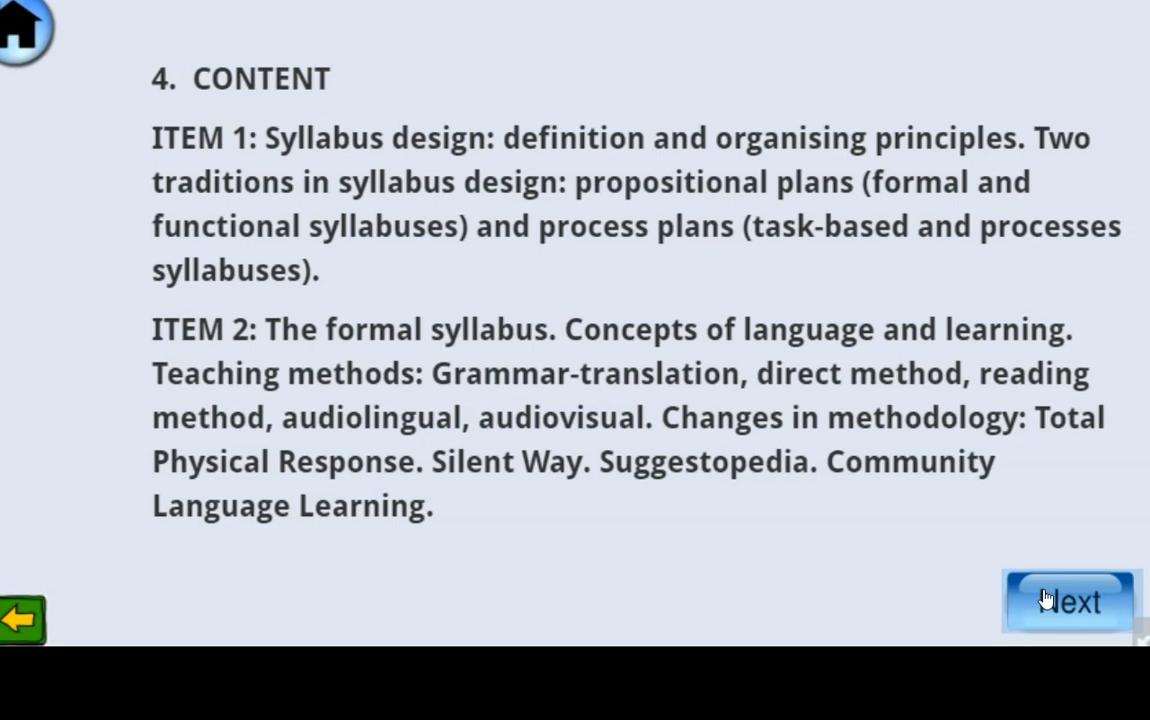 4. CONTENT
ITEM 1: Syllabus design: definition and organising principles. Two
traditions in syllabus design: propositional plans (formal and
functional syllabuses) and process plans (task-based and processes
syllabuses).
ITEM 2: The formal syllabus. Concepts of language and learning.
Teaching methods: Grammar-translation, direct method, reading
method, audiolingual, audiovisual. Changes in methodology: Total
Physical Response. Silent Way. Suggestopedia. Community
Language Learning.
Next